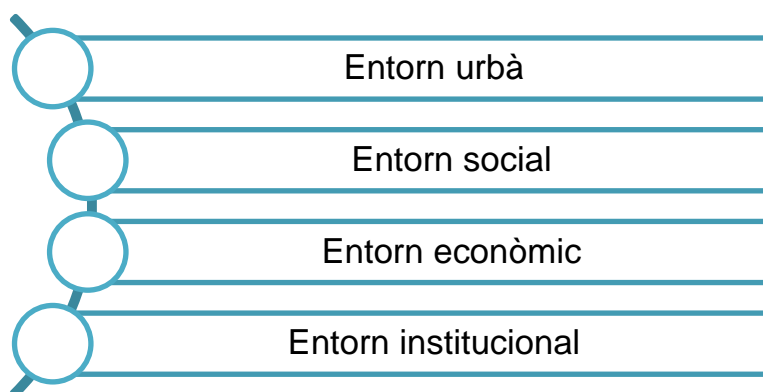 Entorn urbà
Entorn social
Entorn econòmic
Entorn institucional